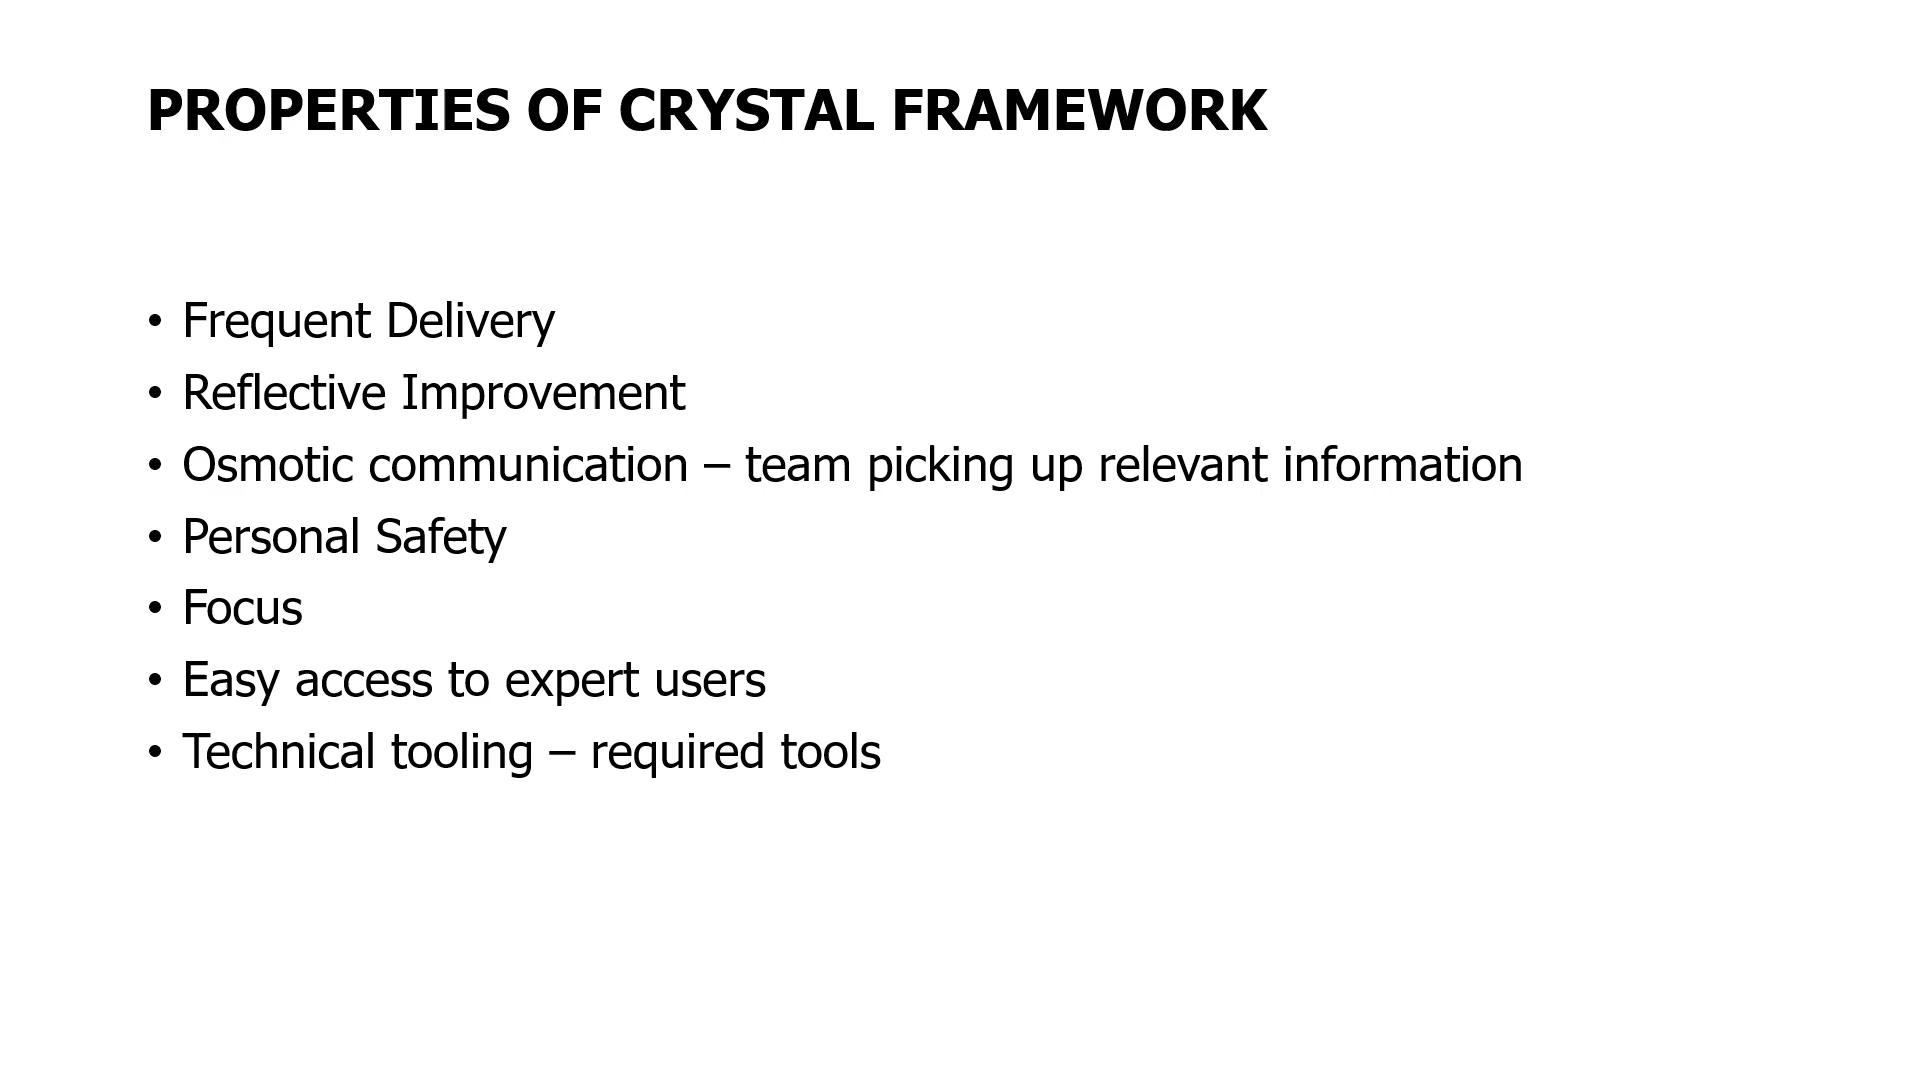 PROPERTIES OF CRYSTAL FRAMEWORK
• Frequent Delivery
• Reflective Improvement
• Osmotic communication – team picking up relevant information
• Personal Safety
• Focus
• Easy access to expert users
• Technical tooling – required tools